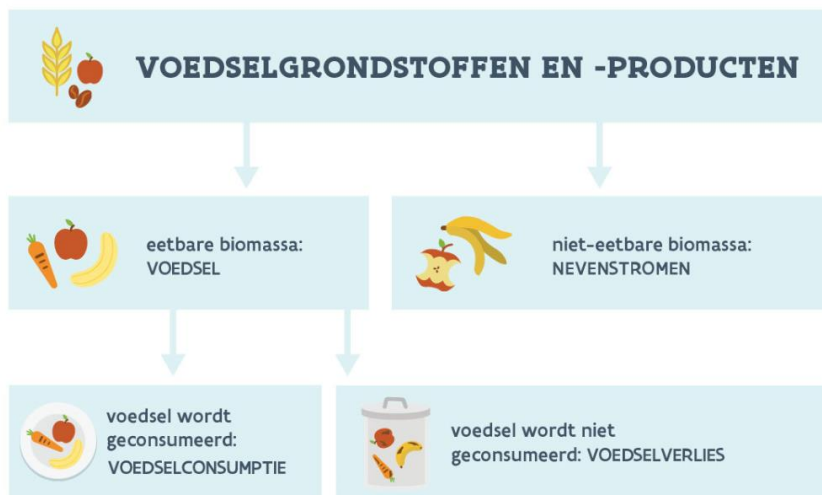 VOEDSELGRONDSTOFFEN EN -PRODUCTEN
eetbare biomassa:
VOEDSEL
niet-eetbare biomassa:
NEVENSTROMEN
voedsel wordt
geconsumeerd:
VOEDSELCONSUMPTIE
voedsel wordt niet
geconsumeerd: VOEDSELVERLIES